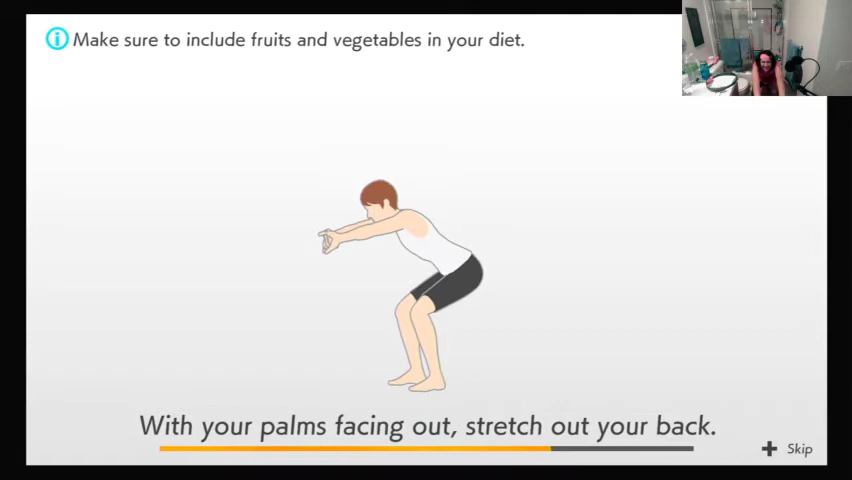 Make sure to include fruits and vegetables in your diet.
With your palms facing out, stretch out your back.
Skip